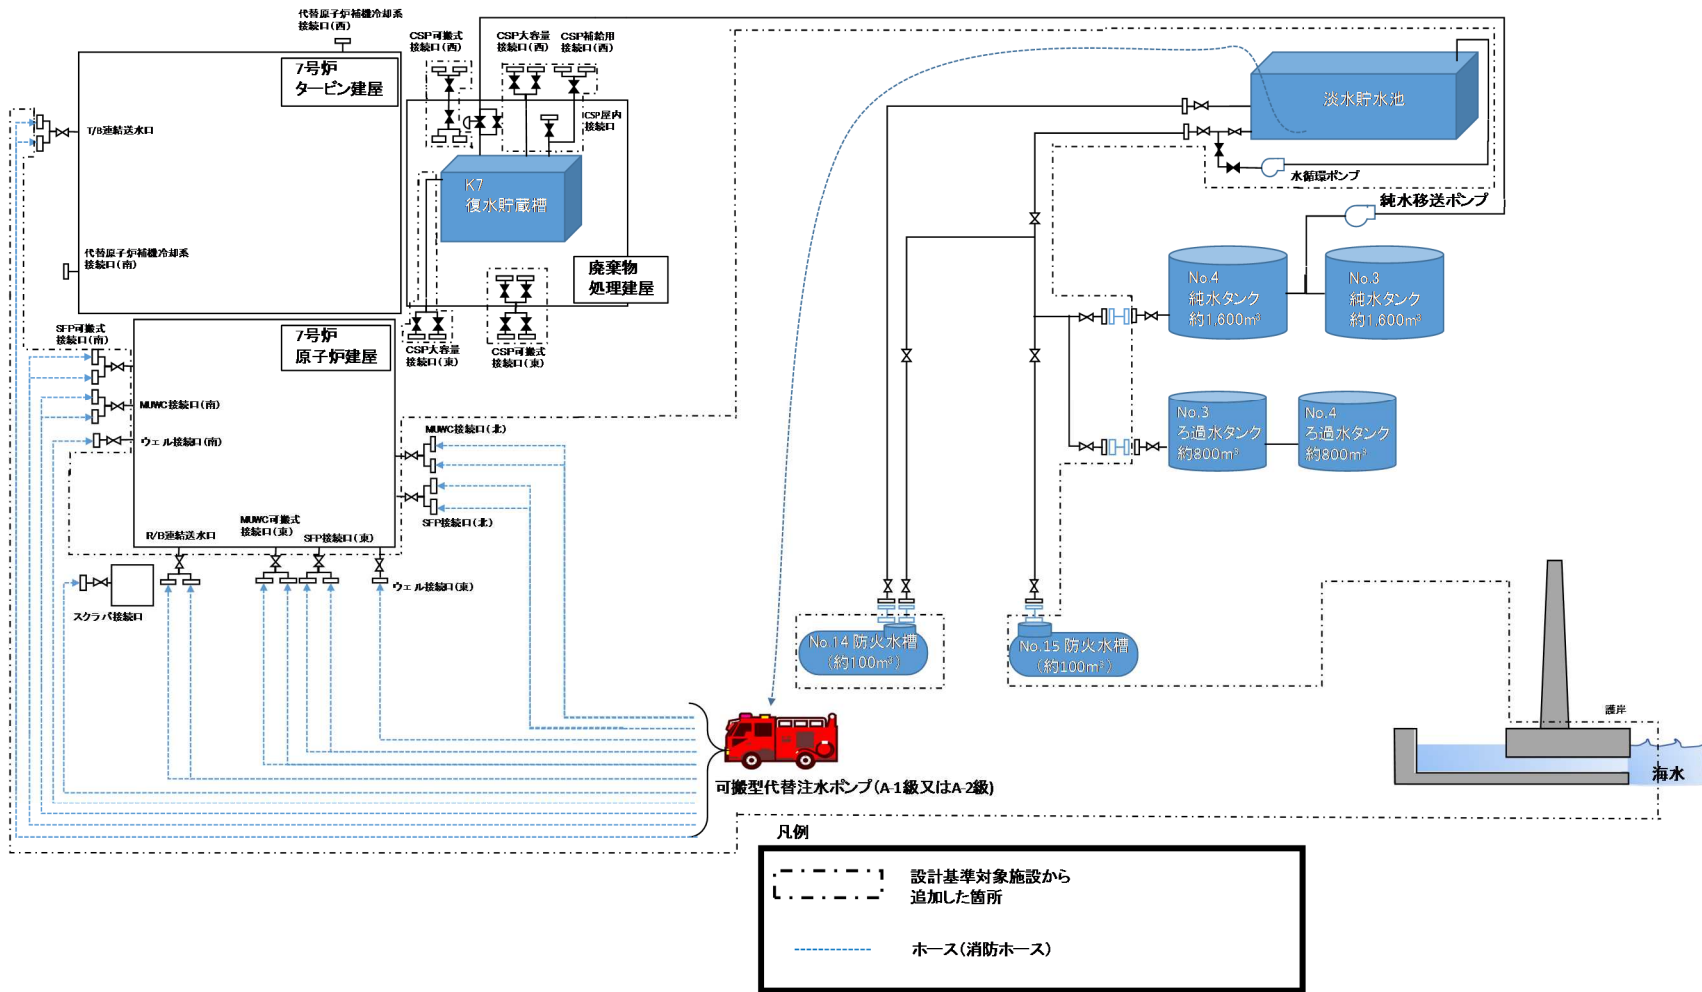 代替原子炉補機冷却系
接続口(西)
7号炉
タービン建屋
T/B連結送水口
代替原子炉補機冷却系
接続口(南)
CSP可搬式
接続口(西)
CSP大容量
接続口(西)
CSP補給用
接続口(西)
CSP屋内
接続口
K7
復水貯蔵槽
廃棄物
処理建屋
CSP大容量
接続口(東)
CSP可搬式
接続口(東)
淡水貯水池
水循環ポンプ
純水移送ポンプ
No.4
純水タンク
約1,600m³
No.3
純水タンク
約1,600m³
No.3
ろ過水タンク
約800m³
No.4
ろ過水タンク
約800m³
SFP可搬式
接続口(南)
7号炉
原子炉建屋
MUWC接続口(南)
ウェル接続口(南)
MUWC接続口(北)
SFP接続口(北)
R/B連結送水口
MUWC可搬式
接続口(東)
SFP接続口(東)
ウェル接続口(東)
スクラバ接続口
No.14 防火水槽
(約100m³)
No.15 防火水槽
(約100m³)
護岸
海水
可搬型代替注水ポンプ(A-1級又はA-2級)
凡例
設計基準対象施設から
追加した箇所
ホース(消防ホース)